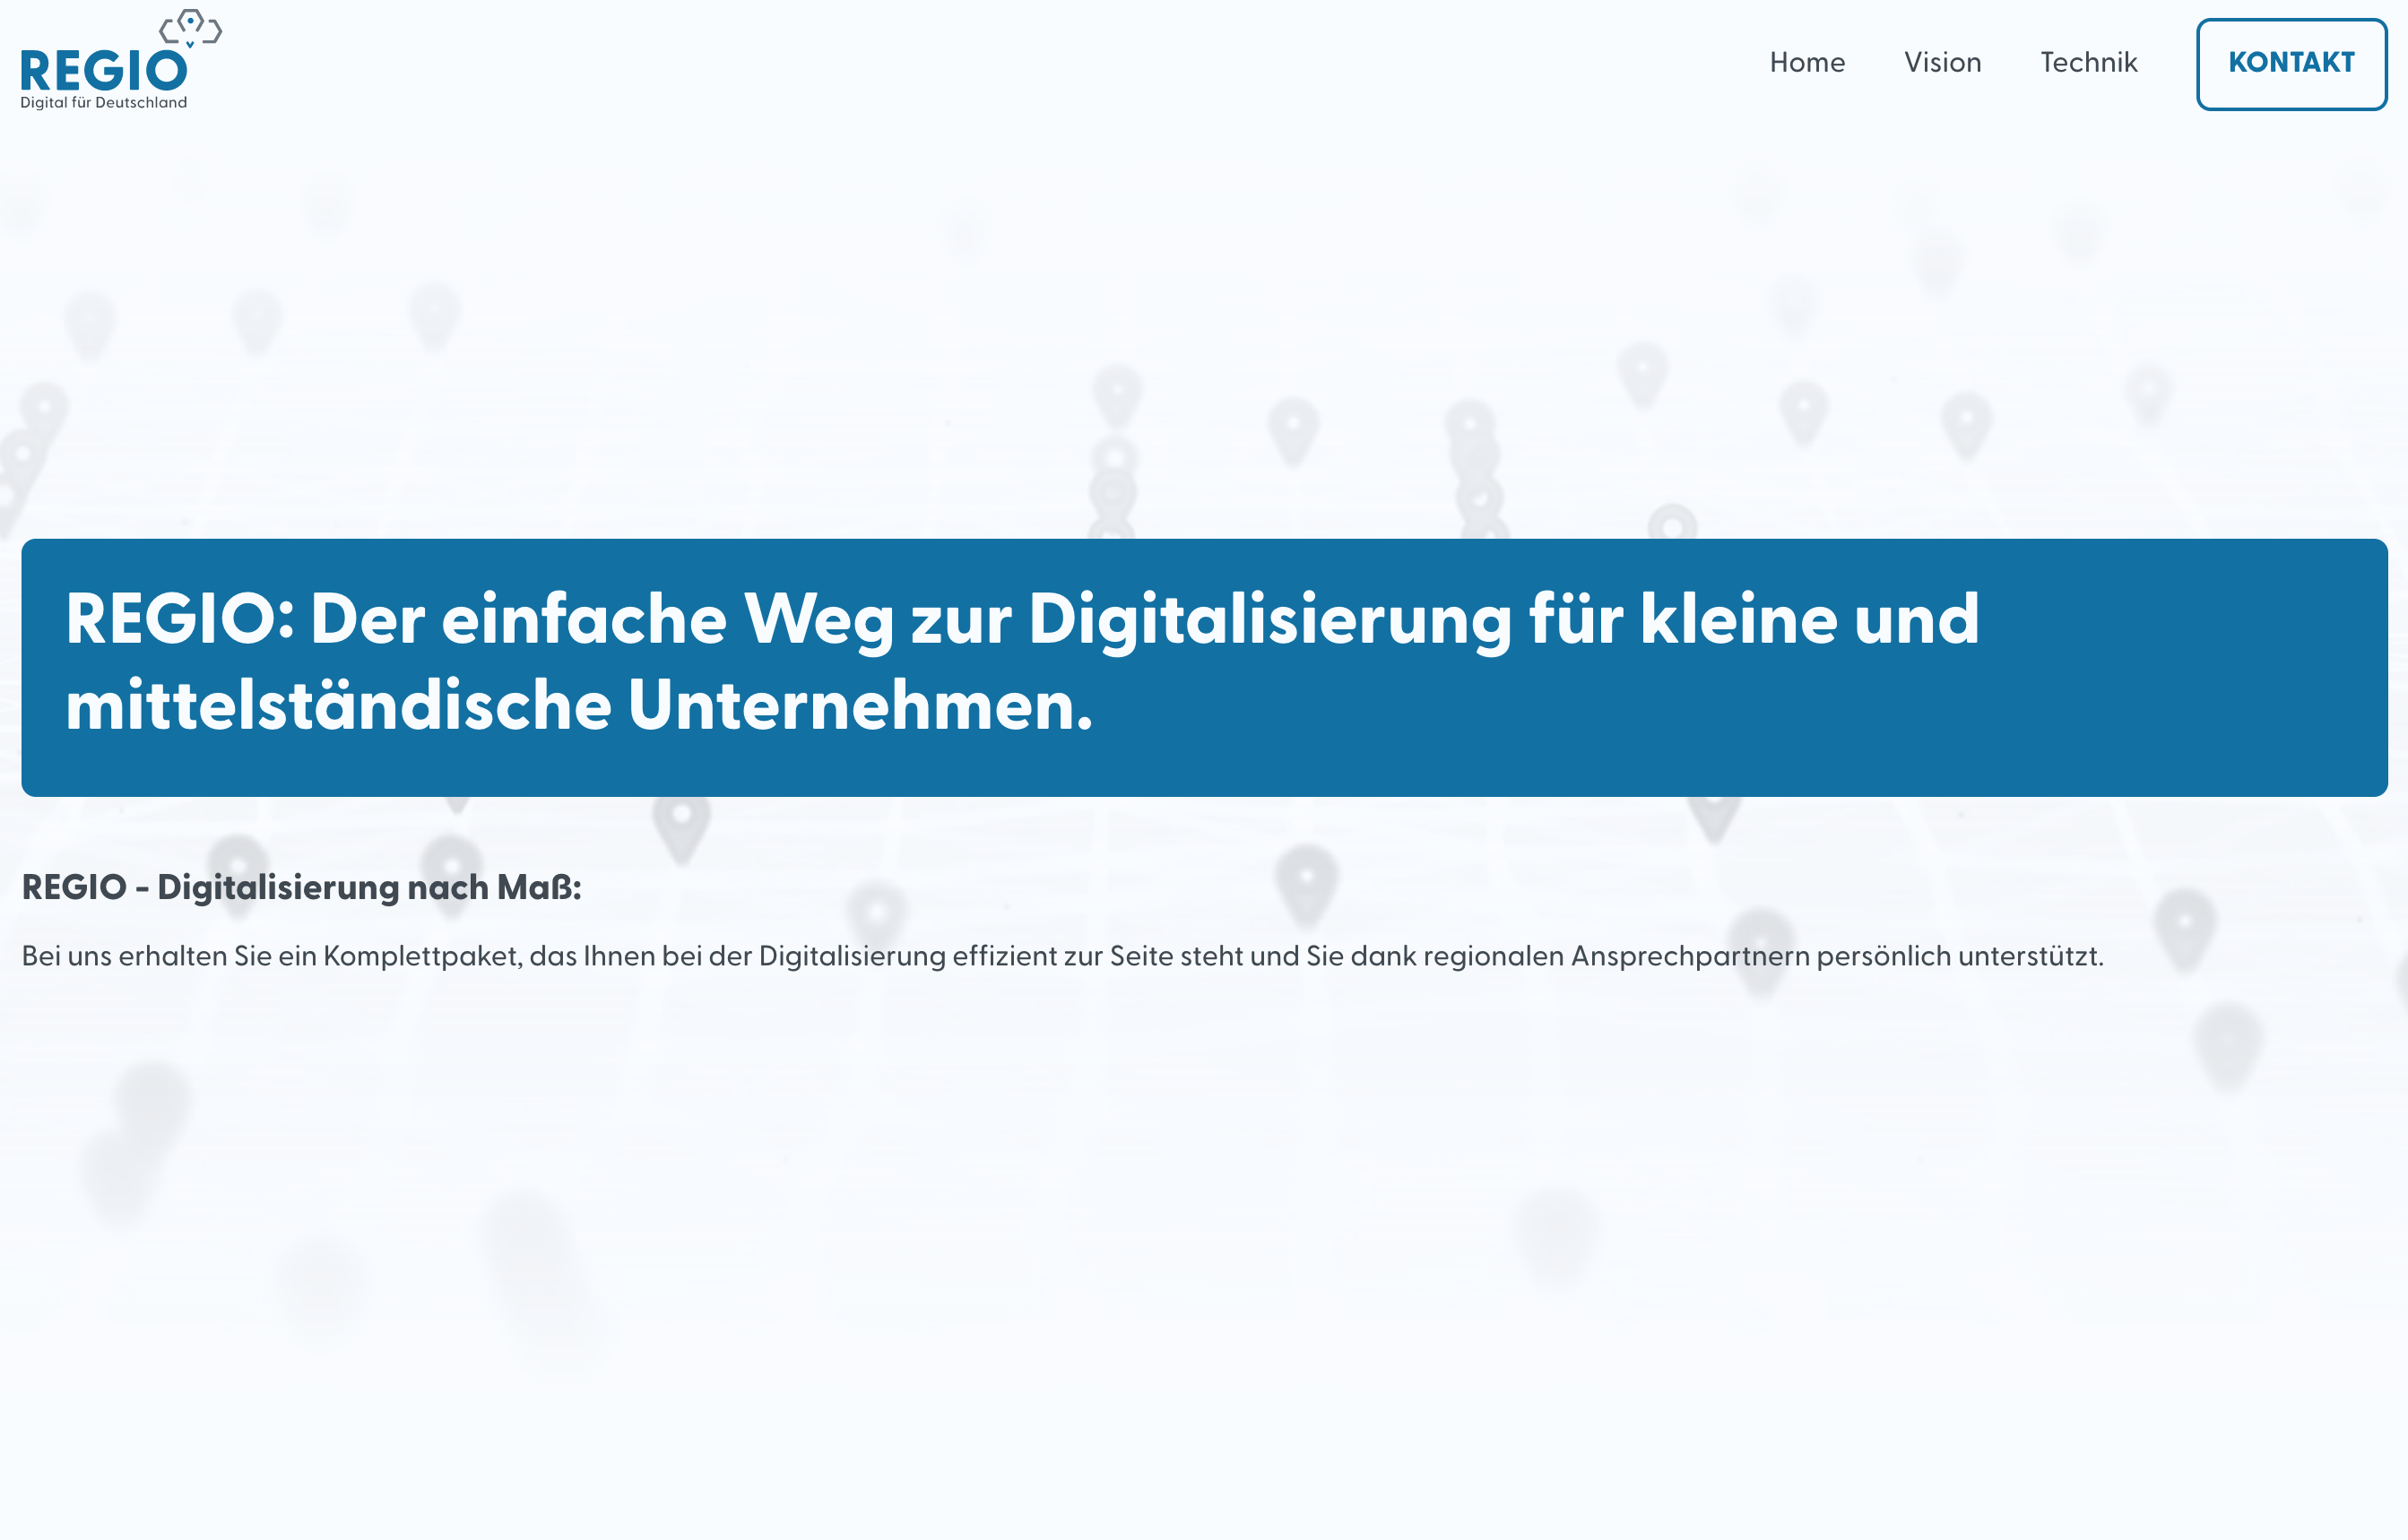 REGIO
Digital für Deutschland
Home
Vision
Technik
KONTAKT
REGIO: Der einfache Weg zur Digitalisierung für kleine und
mittelständische Unternehmen.
REGIO - Digitalisierung nach Maß:
Bei uns erhalten Sie ein Komplettpaket, das Ihnen bei der Digitalisierung effizient zur Seite steht und Sie dank regionalen Ansprechpartnern persönlich unterstützt.